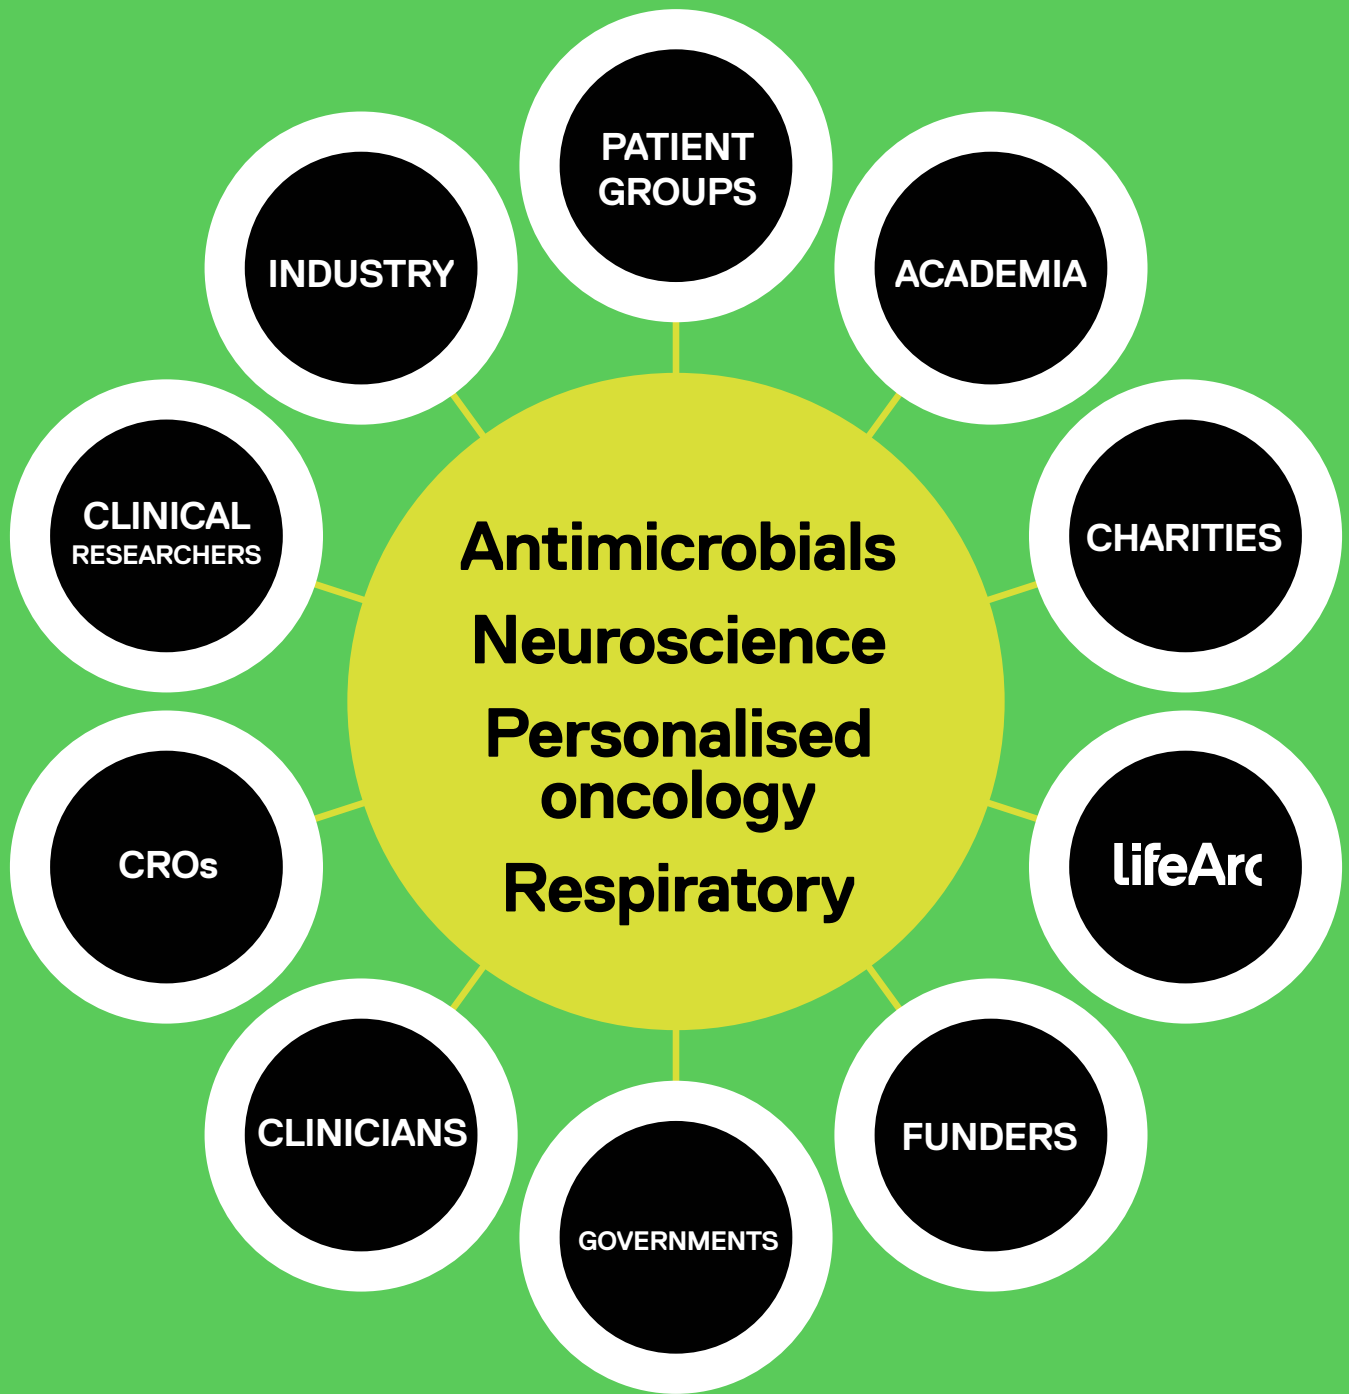 PATIENT
GROUPS
INDUSTRY
ACADEMIA
CLINICAL
RESEARCHERS
CHARITIES
Antimicrobials
Neuroscience
Personalised
oncology
Respiratory
CROs
LifeArc
CLINICIANS
FUNDERS
GOVERNMENTS